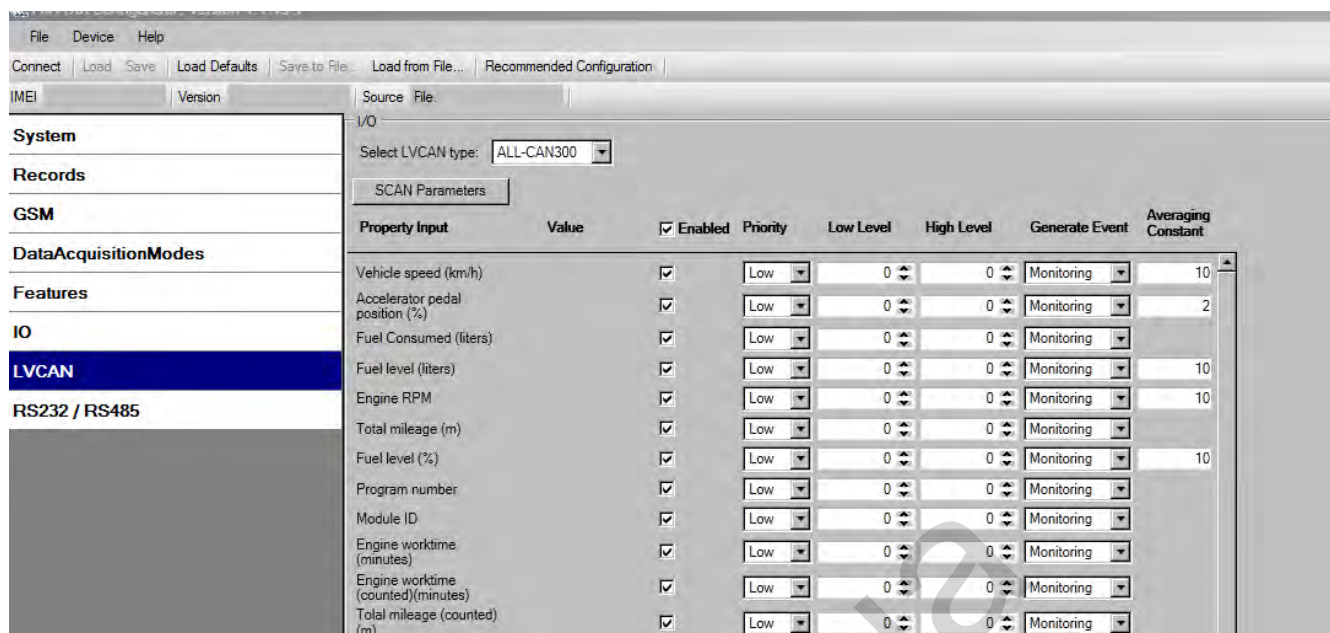 File Device Help
Connect Load Save Load Defaults Save to File... Load from File... Recommended Configuration
IMEI Version Source File.
System
Records
GSM
DataAcquisitionModes
Features
IO
LVCAN
RS232 / RS485
I/O
Select LVCAN type: ALL-CAN300
SCAN Parameters
Property Input Value Enabled Priority Low Level High Level Generate Event Averaging Constant
Vehicle speed (km/h) Low 0 0 Monitoring 10
Accelerator pedal
position (%) Low 0 0 Monitoring 2
Fuel Consumed (liters) Low 0 0 Monitoring
Fuel level (liters) Low 0 0 Monitoring 10
Engine RPM Low 0 0 Monitoring 10
Total mileage (m) Low 0 0 Monitoring
Fuel level (%) Low 0 0 Monitoring 10
Program number Low 0 0 Monitoring
Module ID Low 0 0 Monitoring
Engine worktime
(minutes) Low 0 0 Monitoring
Engine worktime
(counted)(minutes) Low 0 0 Monitoring
Total mileage (counted)
(m) Low 0 0 Monitoring